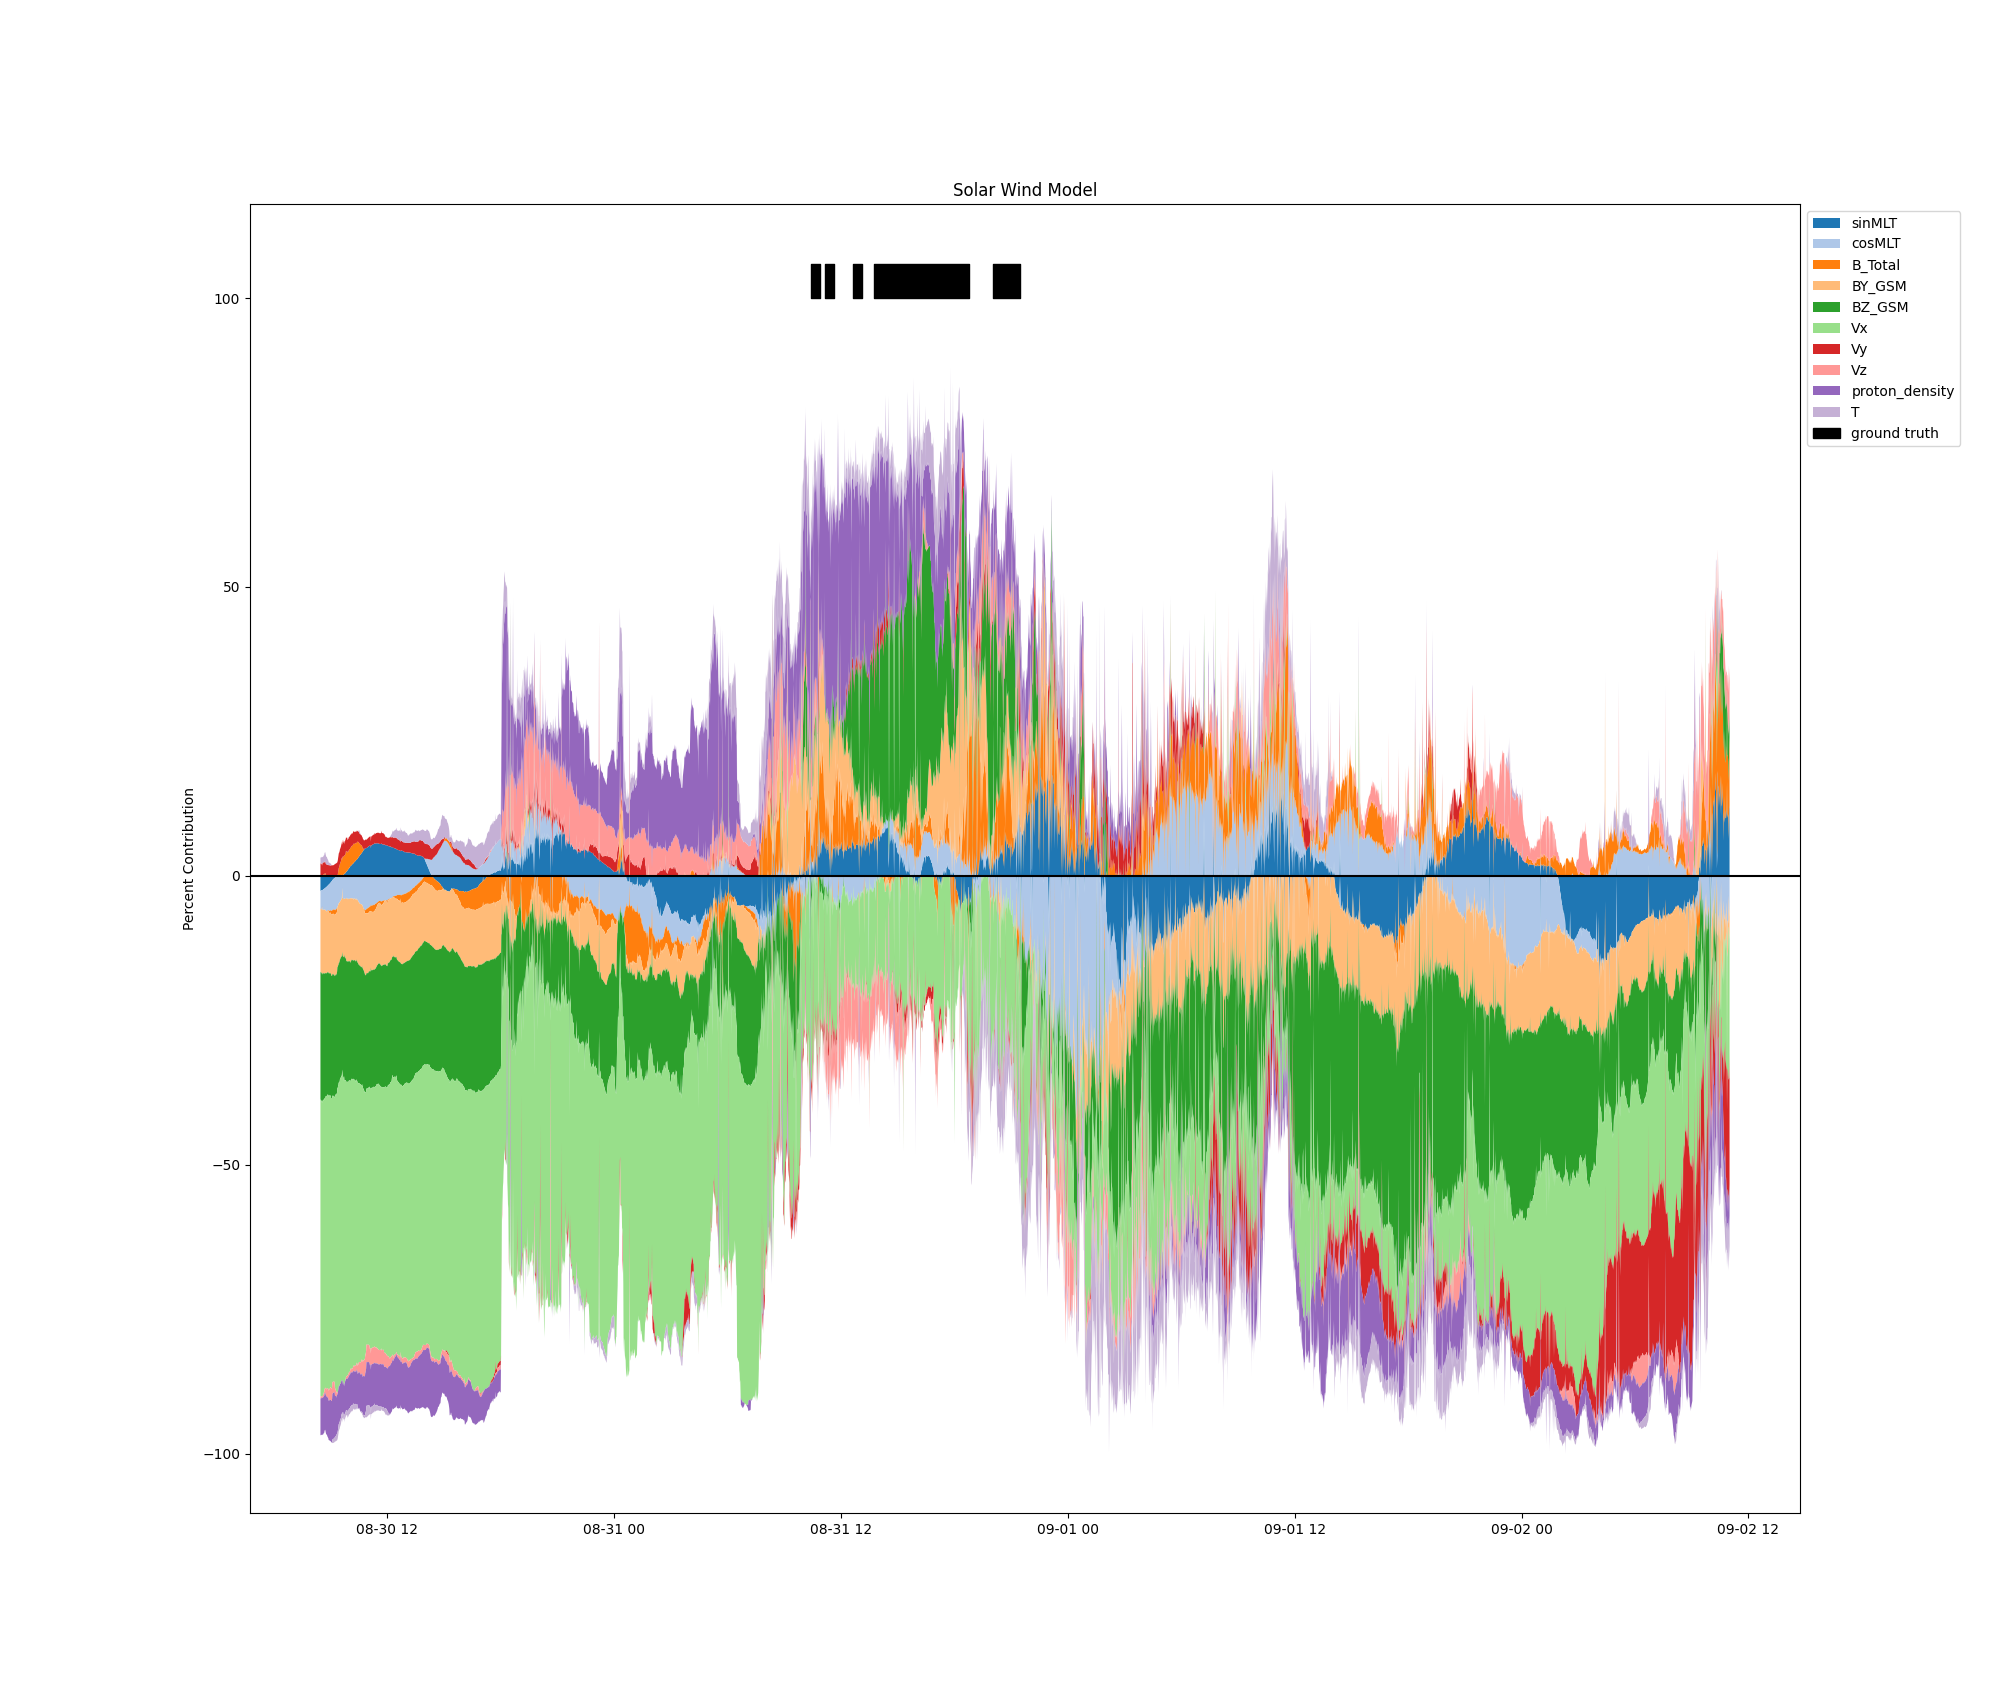 Solar Wind Model
sinMLT
cosMLT
B_Total
BY_GSM
BZ_GSM
Vx
Vy
Vz
proton_density
T
ground truth
Percent Contribution
100
50
0
−50
−100
08-30 12
08-31 00
08-31 12
09-01 00
09-01 12
09-02 00
09-02 12